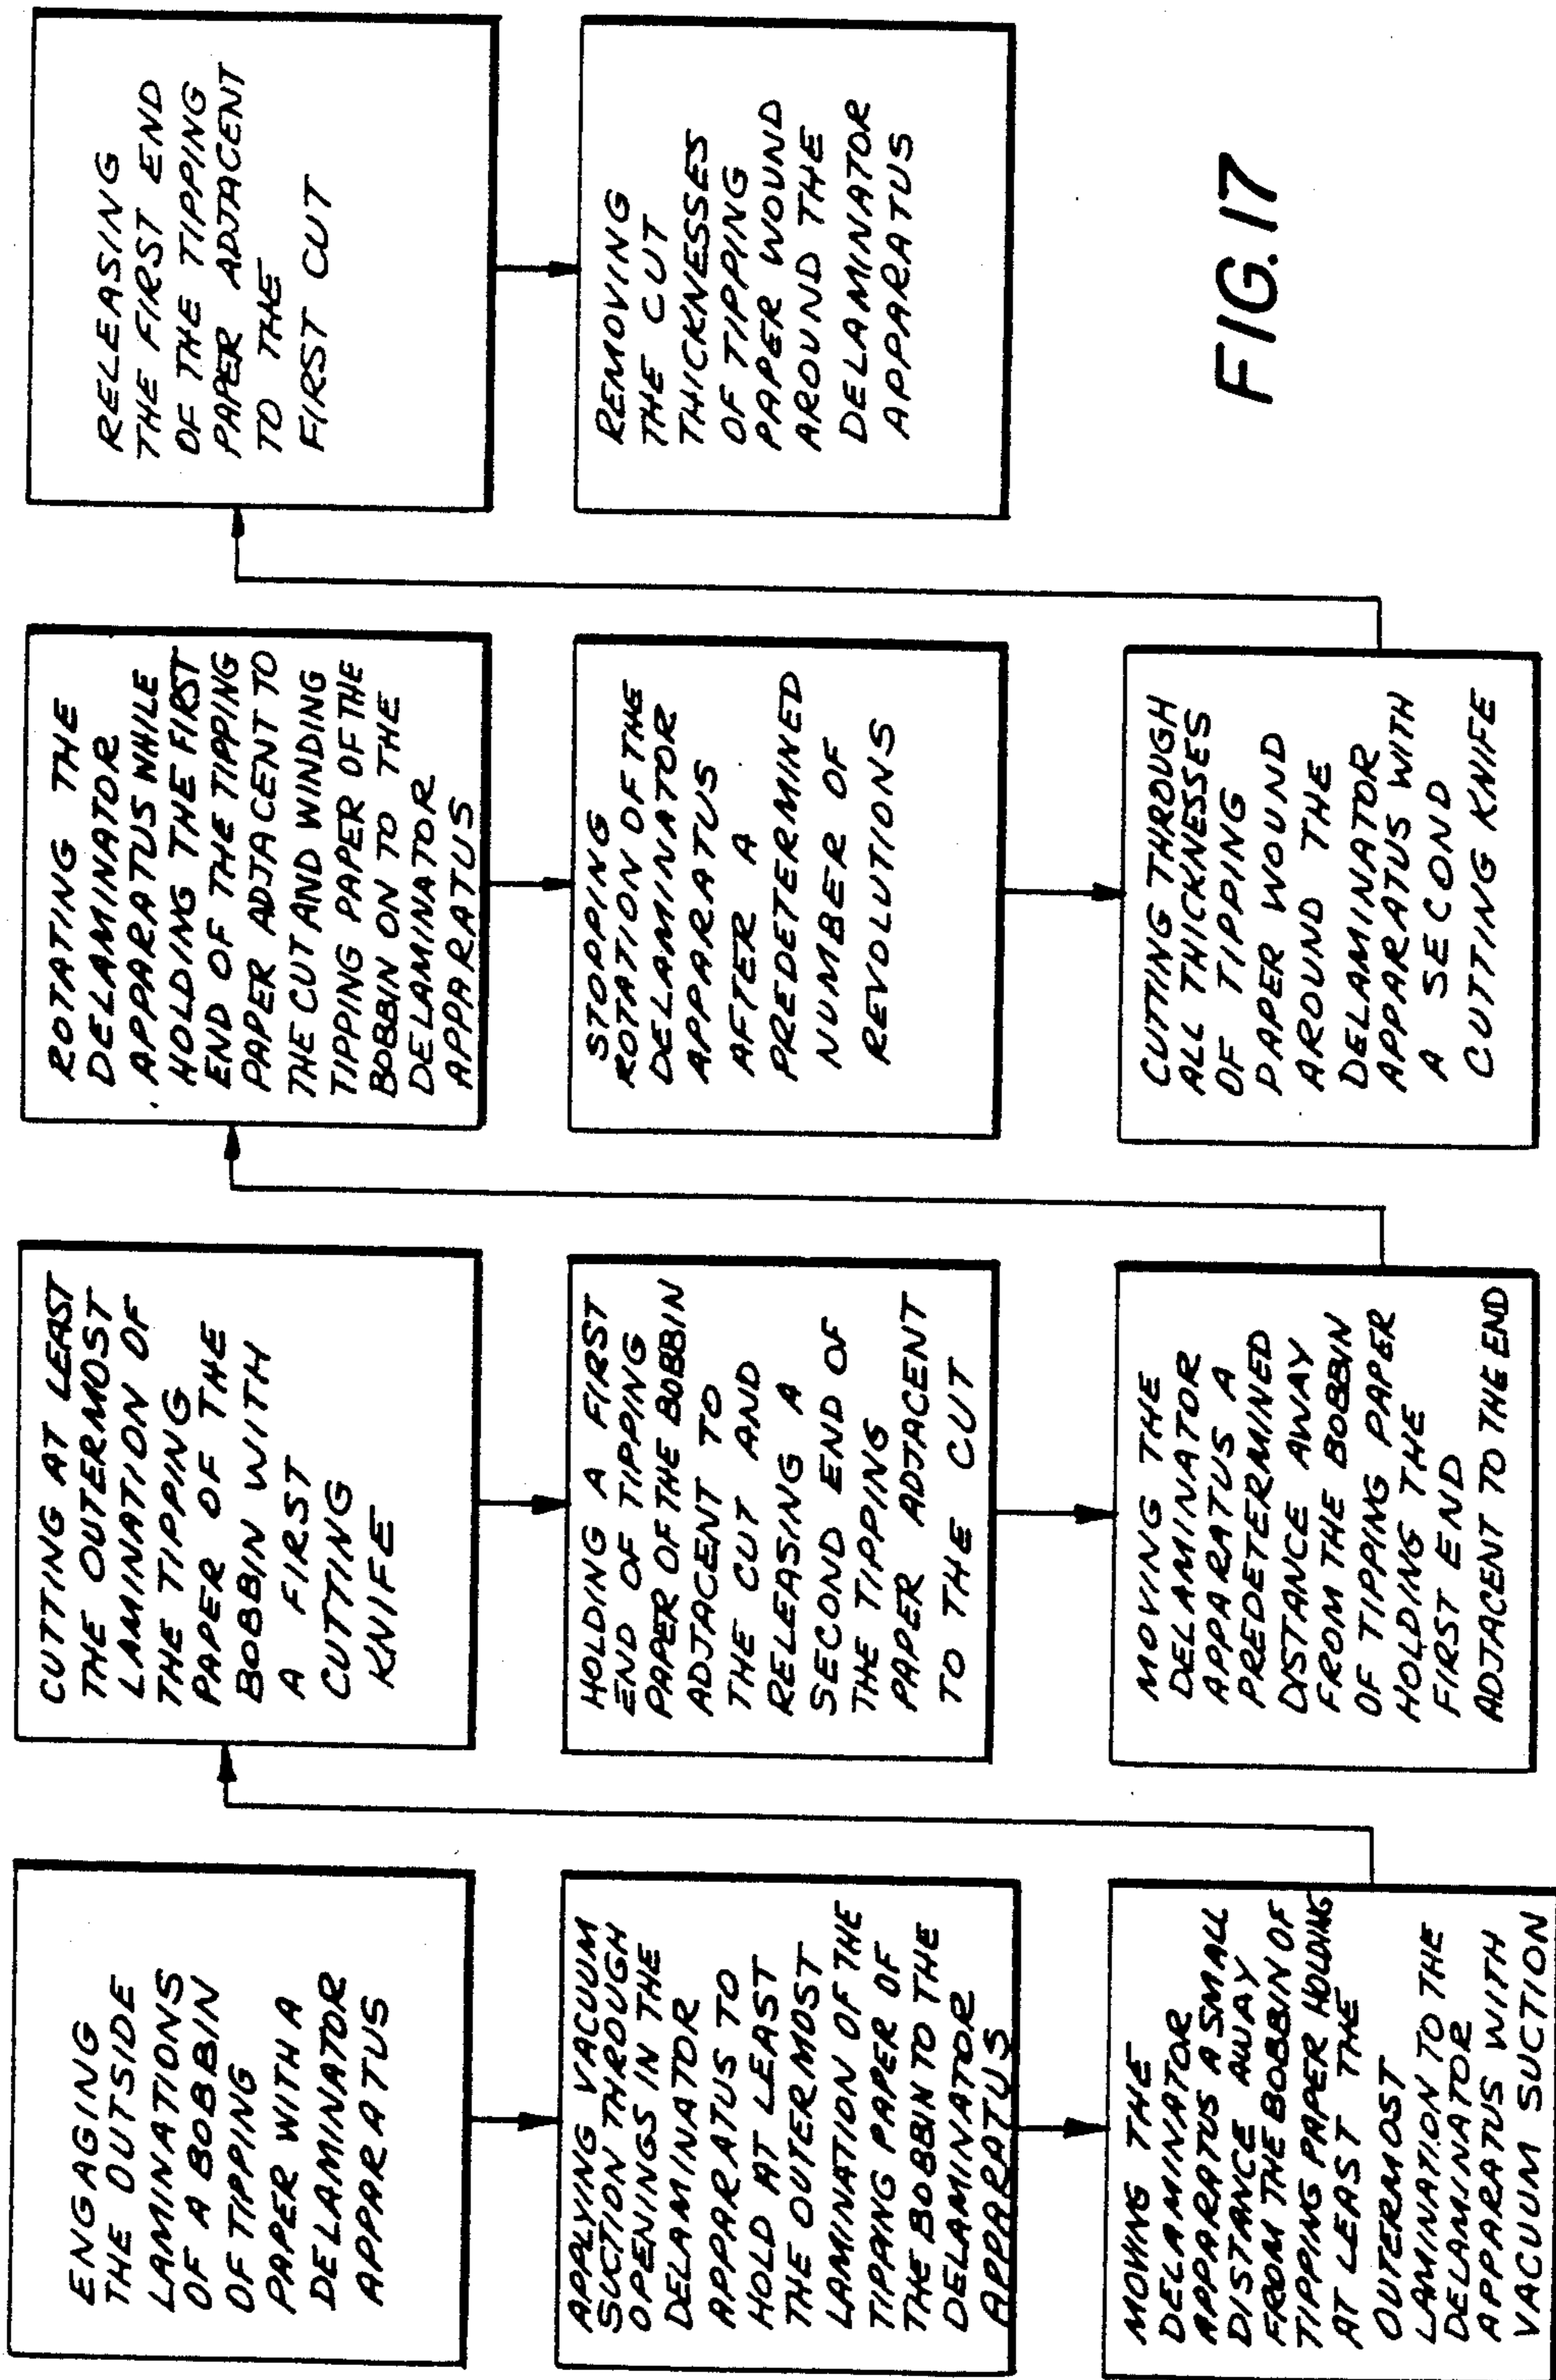 ENGAGING
THE OUTSIDE
LAMINATIONS
OF A BOBBIN
OF TIPPING
PAPER WITH A
DELAMINATOR
APPARATUS
APPLYING VACUUM
SUCTION THROUGH
OPENINGS IN THE
DELAMINATOR
APPARATUS TO
HOLD AT LEAST
THE OUTERMOST
LAMINATION OF THE
TIPPING PAPER OF
THE BOBBIN TO THE
DELAMINATOR
APPARATUS
MOVING THE
DELAMINATOR
APPARATUS A SMALL
DISTANCE AWAY
FROM THE BOBBIN OF
TIPPING PAPER HOLDING
AT LEAST THE
OUTERMOST
LAMINATION TO THE
DELAMINATOR
APPARATUS WITH
VACUUM SUCTION
CUTTING AT LEAST
THE OUTERMOST
LAMINATION OF
THE TIPPING
PAPER OF THE
BOBBIN WITH
A FIRST
CUTTING
KNIFE
HOLDING A FIRST
END OF TIPPING
PAPER OF THE BOBBIN
ADJACENT TO
THE CUT AND
RELEASING A
SECOND END OF
THE TIPPING
PAPER ADJACENT
TO THE CUT
MOVING THE
DELAMINATOR
APPARATUS A
PREDETERMINED
DISTANCE AWAY
FROM THE BOBBIN
OF TIPPING PAPER
HOLDING THE
FIRST END
ADJACENT TO THE END
ROTATING THE
DELAMINATOR
APPARATUS WHILE
HOLDING THE FIRST
END OF THE TIPPING
PAPER ADJACENT TO
THE CUT AND WINDING
TIPPING PAPER OF THE
BOBBIN ON TO THE
DELAMINATOR
APPARATUS
STOPPING
ROTATION OF THE
DELAMINATOR
APPARATUS
AFTER A
PREDETERMINED
NUMBER OF
REVOLUTIONS
CUTTING THROUGH
ALL THICKNESSES
OF TIPPING
PAPER WOUND
AROUND THE
DELAMINATOR
APPARATUS WITH
A SECOND
CUTTING KNIFE
RELEASING
THE FIRST END
OF THE TIPPING
PAPER ADJACENT
TO THE
FIRST CUT
REMOVING
THE CUT
THICKNESSES
OF TIPPING
PAPER WOUND
AROUND THE
DELAMINATOR
APPARATUS
FIG.17